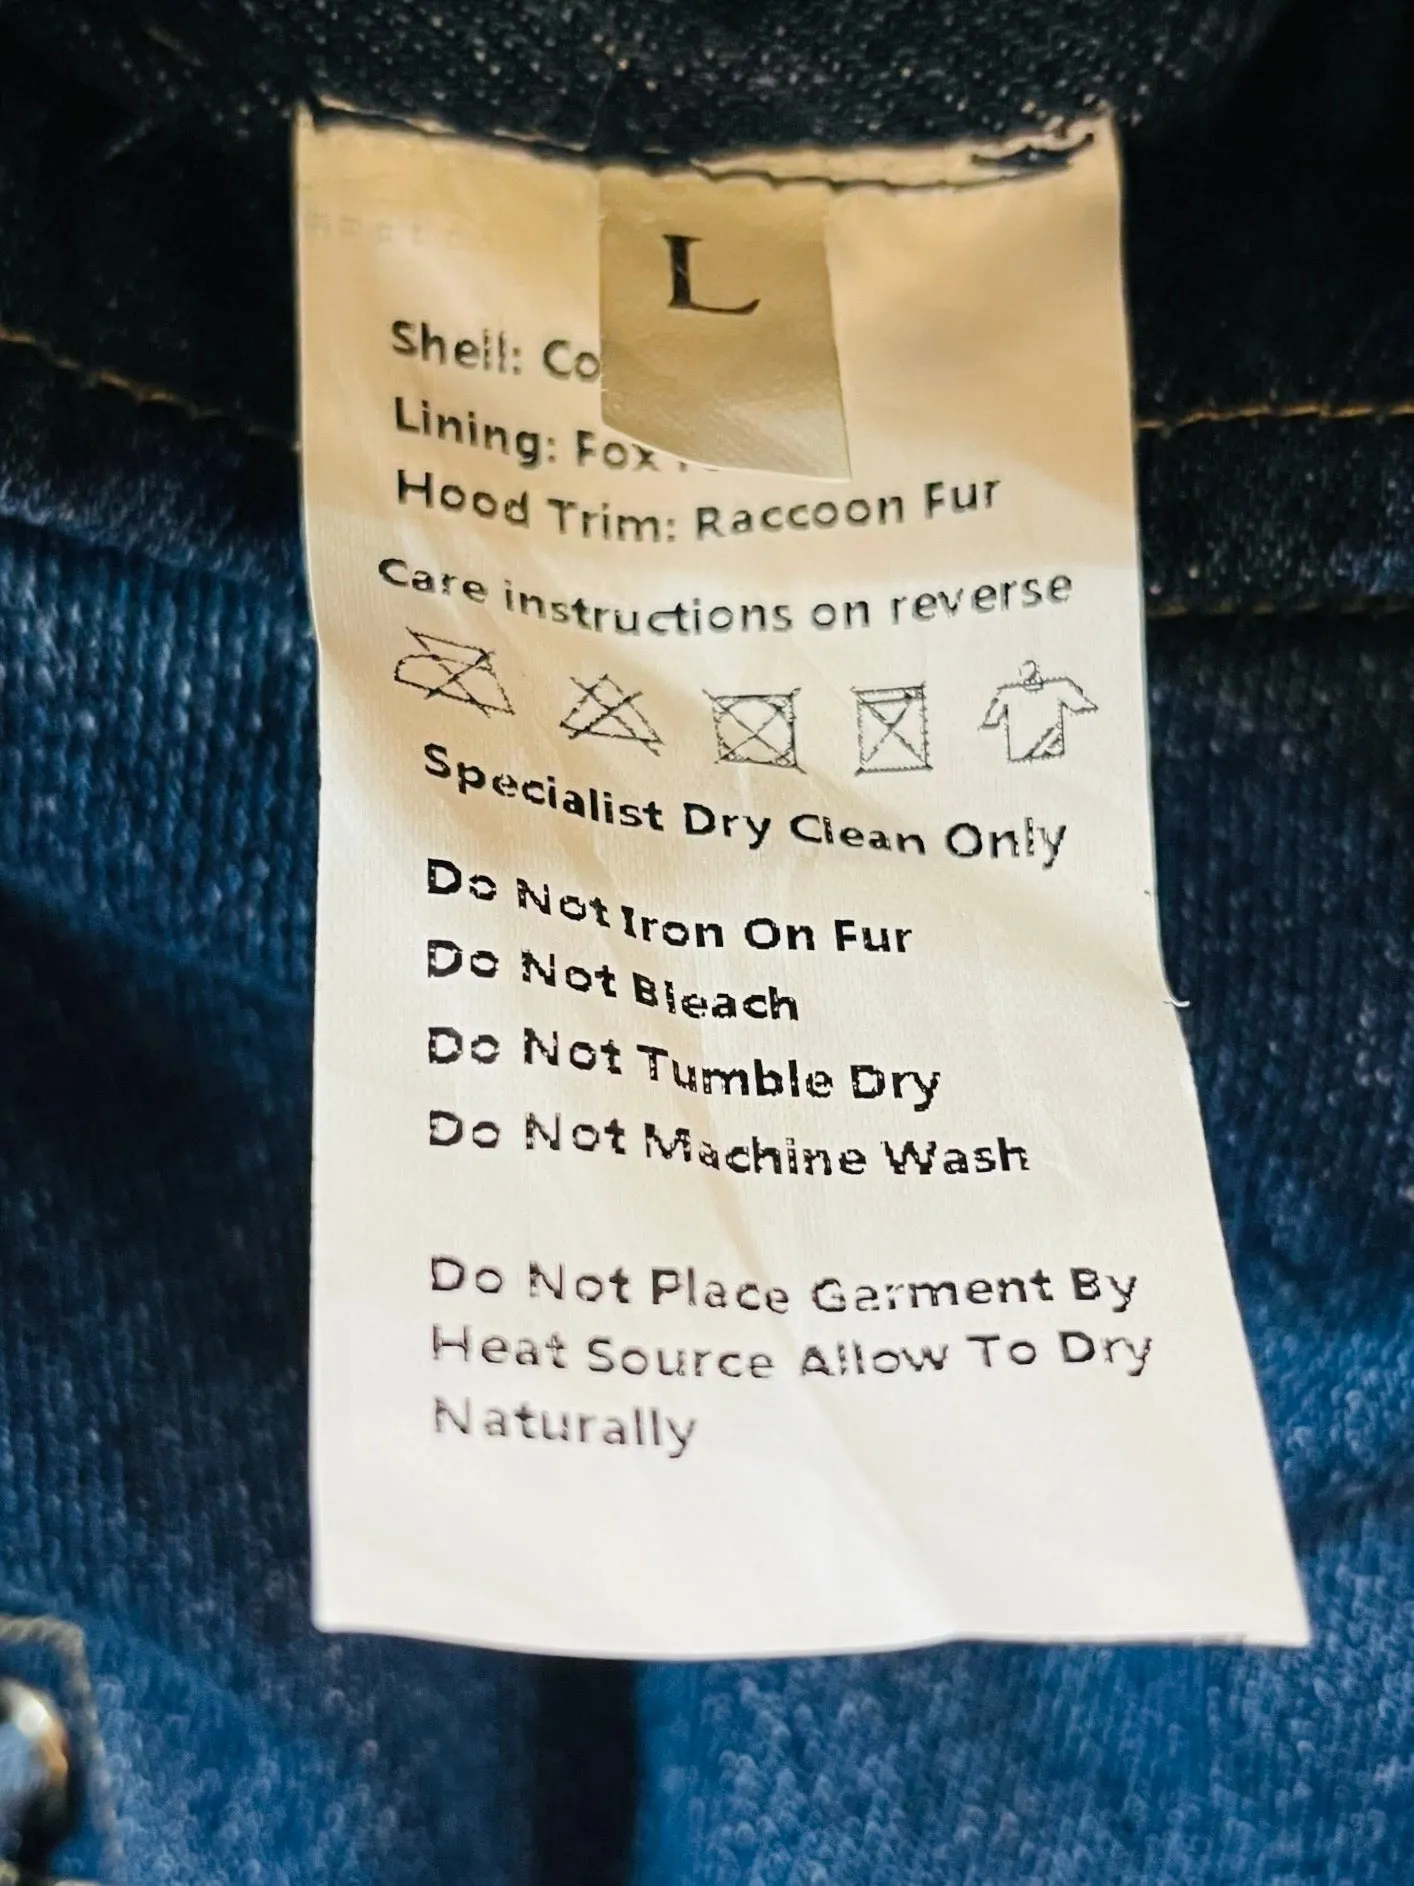 L
Shell: Co
Lining: Fox
Hood Trim: Raccoon Fur
Care instructions on reverse
Specialist Dry Clean Only
Do Not Iron On Fur
Do Not Bleach
Do Not Tumble Dry
Do Not Machine Wash
Do Not Place Garment By
Heat Source Allow To Dry
Naturally